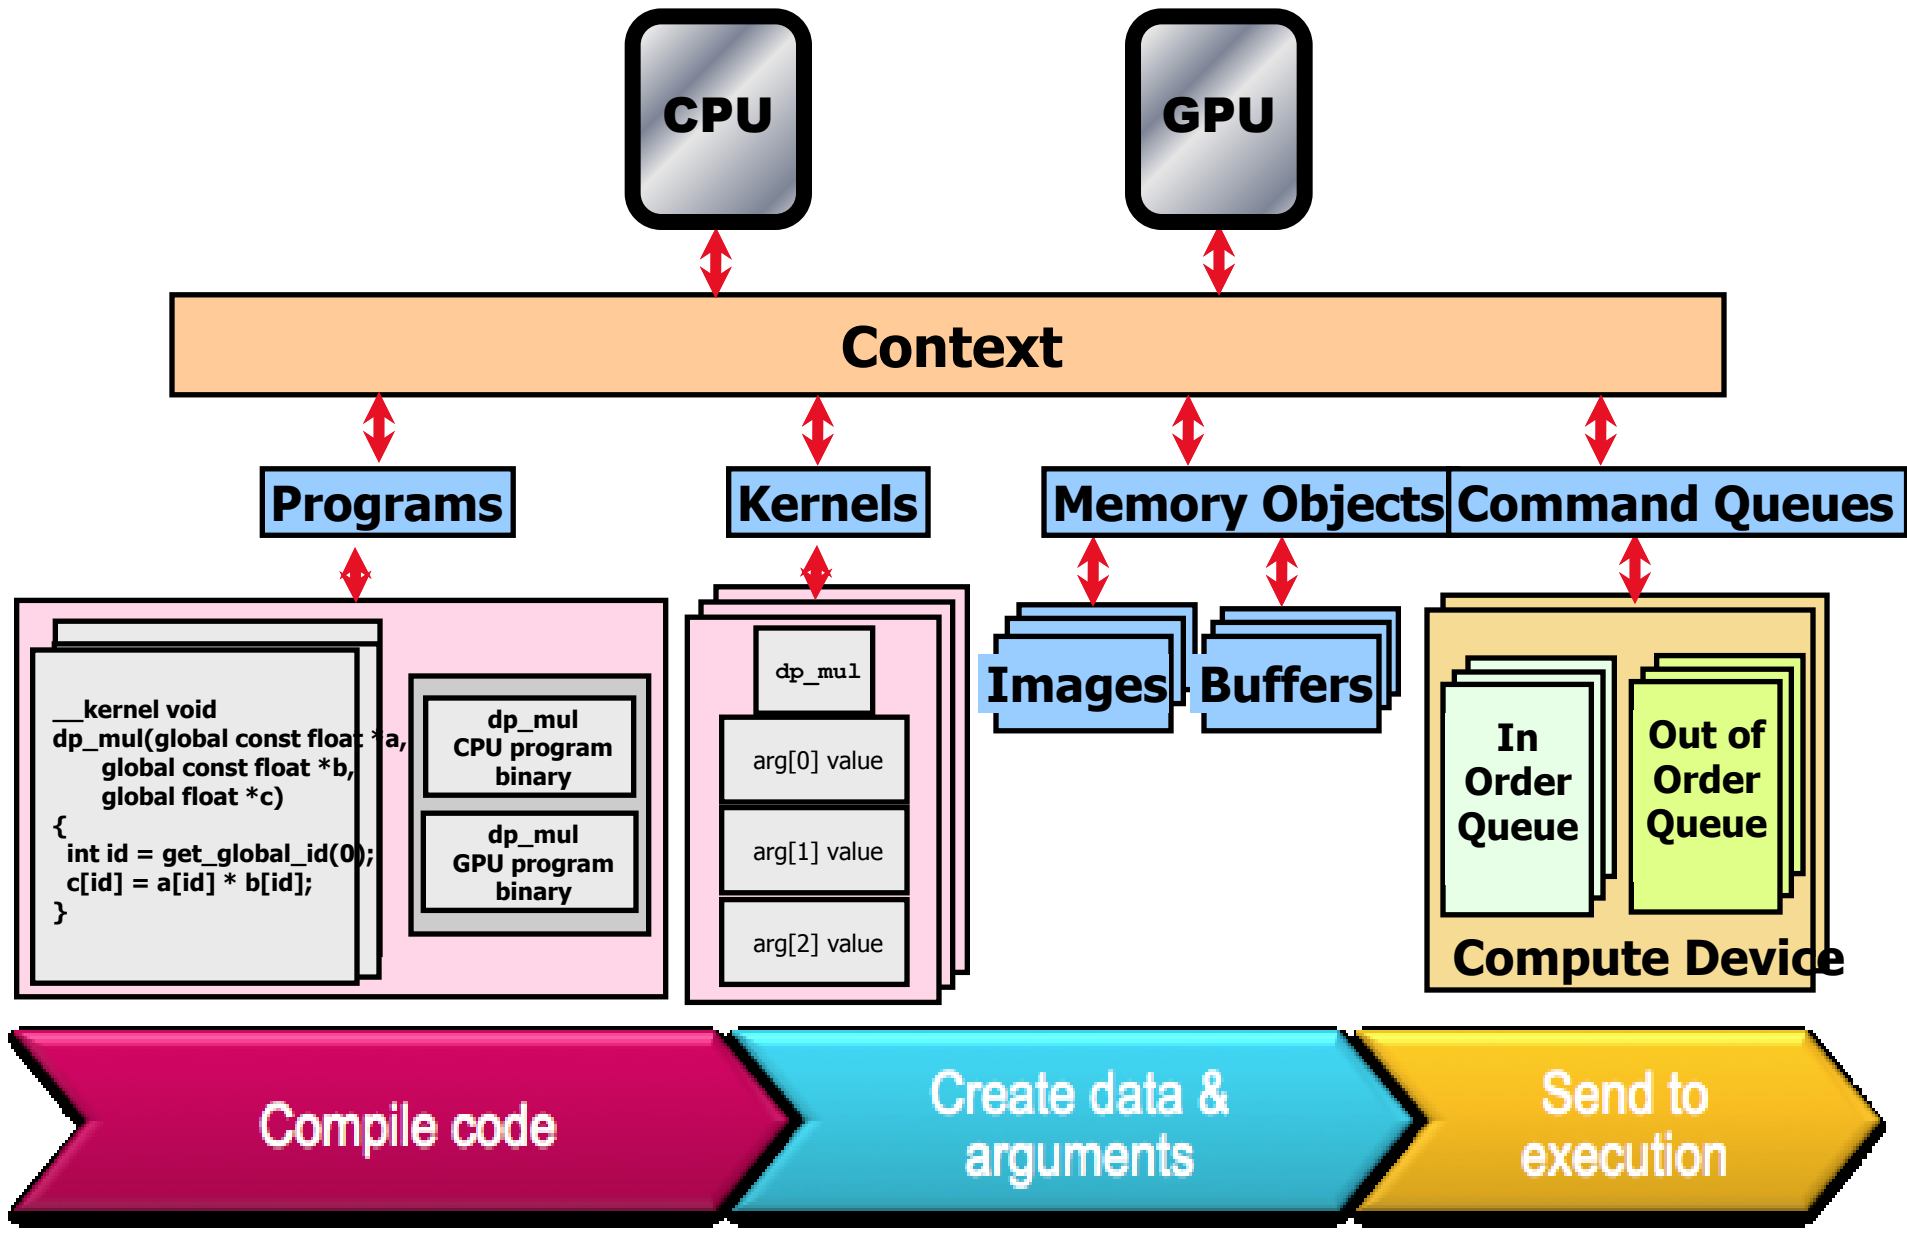 CPU
GPU
Context
Programs
Kernels
Memory Objects
Command Queues
__kernel void
dp_mul(global const float *a,
global const float *b,
global float *c)
{
int id = get_global_id(0);
c[id] = a[id] * b[id];
}
dp_mul
CPU program
binary
dp_mul
GPU program
binary
dp_mul
arg[0] value
arg[1] value
arg[2] value
Images
Buffers
In
Order
Queue
Out of
Order
Queue
Compute Device
Compile code
Create data &
arguments
Send to
execution